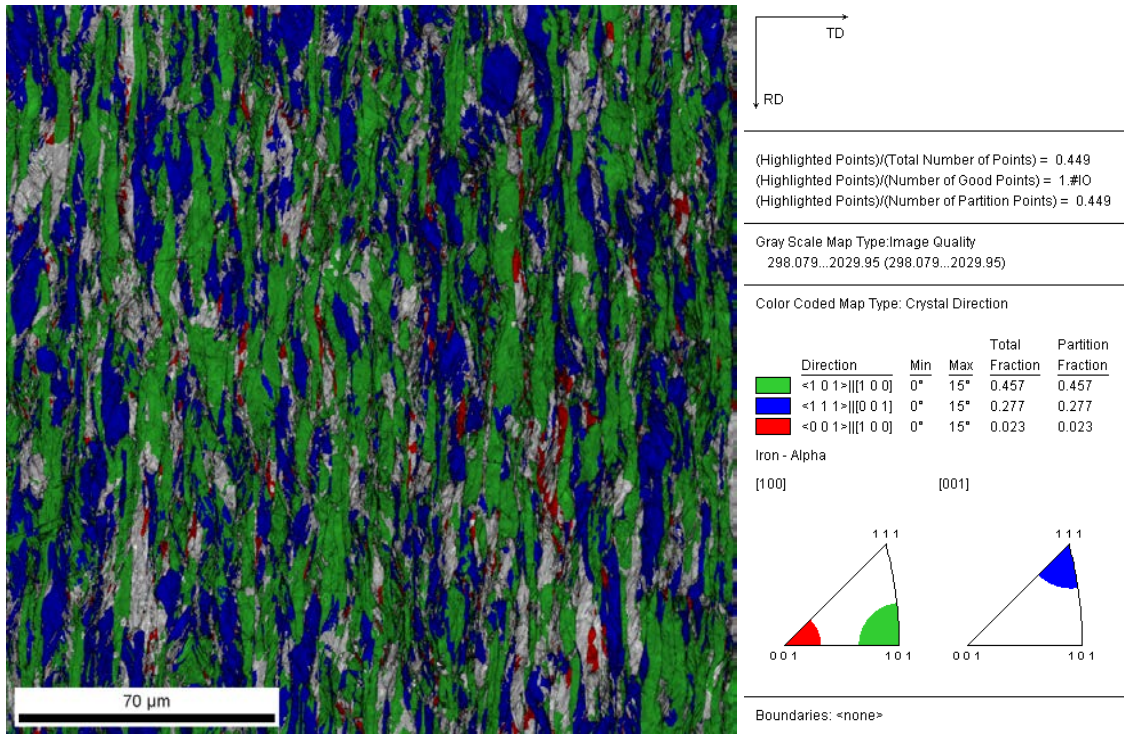 TD
RD
(Highlighted Points)/(Total Number of Points) = 0.449
(Highlighted Points)/(Number of Good Points) = 1.#IO
(Highlighted Points)/(Number of Partition Points) = 0.449
Gray Scale Map Type:Image Quality
298.079...2029.95 (298.079...2029.95)
Color Coded Map Type: Crystal Direction
Total Partition
Direction Min Max Fraction Fraction
<1 0 1>||[1 0 0] 0° 15° 0.457 0.457
<1 1 1>||[0 0 1] 0° 15° 0.277 0.277
<0 0 1>||[1 0 0] 0° 15° 0.023 0.023
Iron - Alpha
[100] [001]
1 1 1 1 1 1
0 0 1 1 0 1 0 0 1 1 0 1
70 µm
Boundaries: <none>